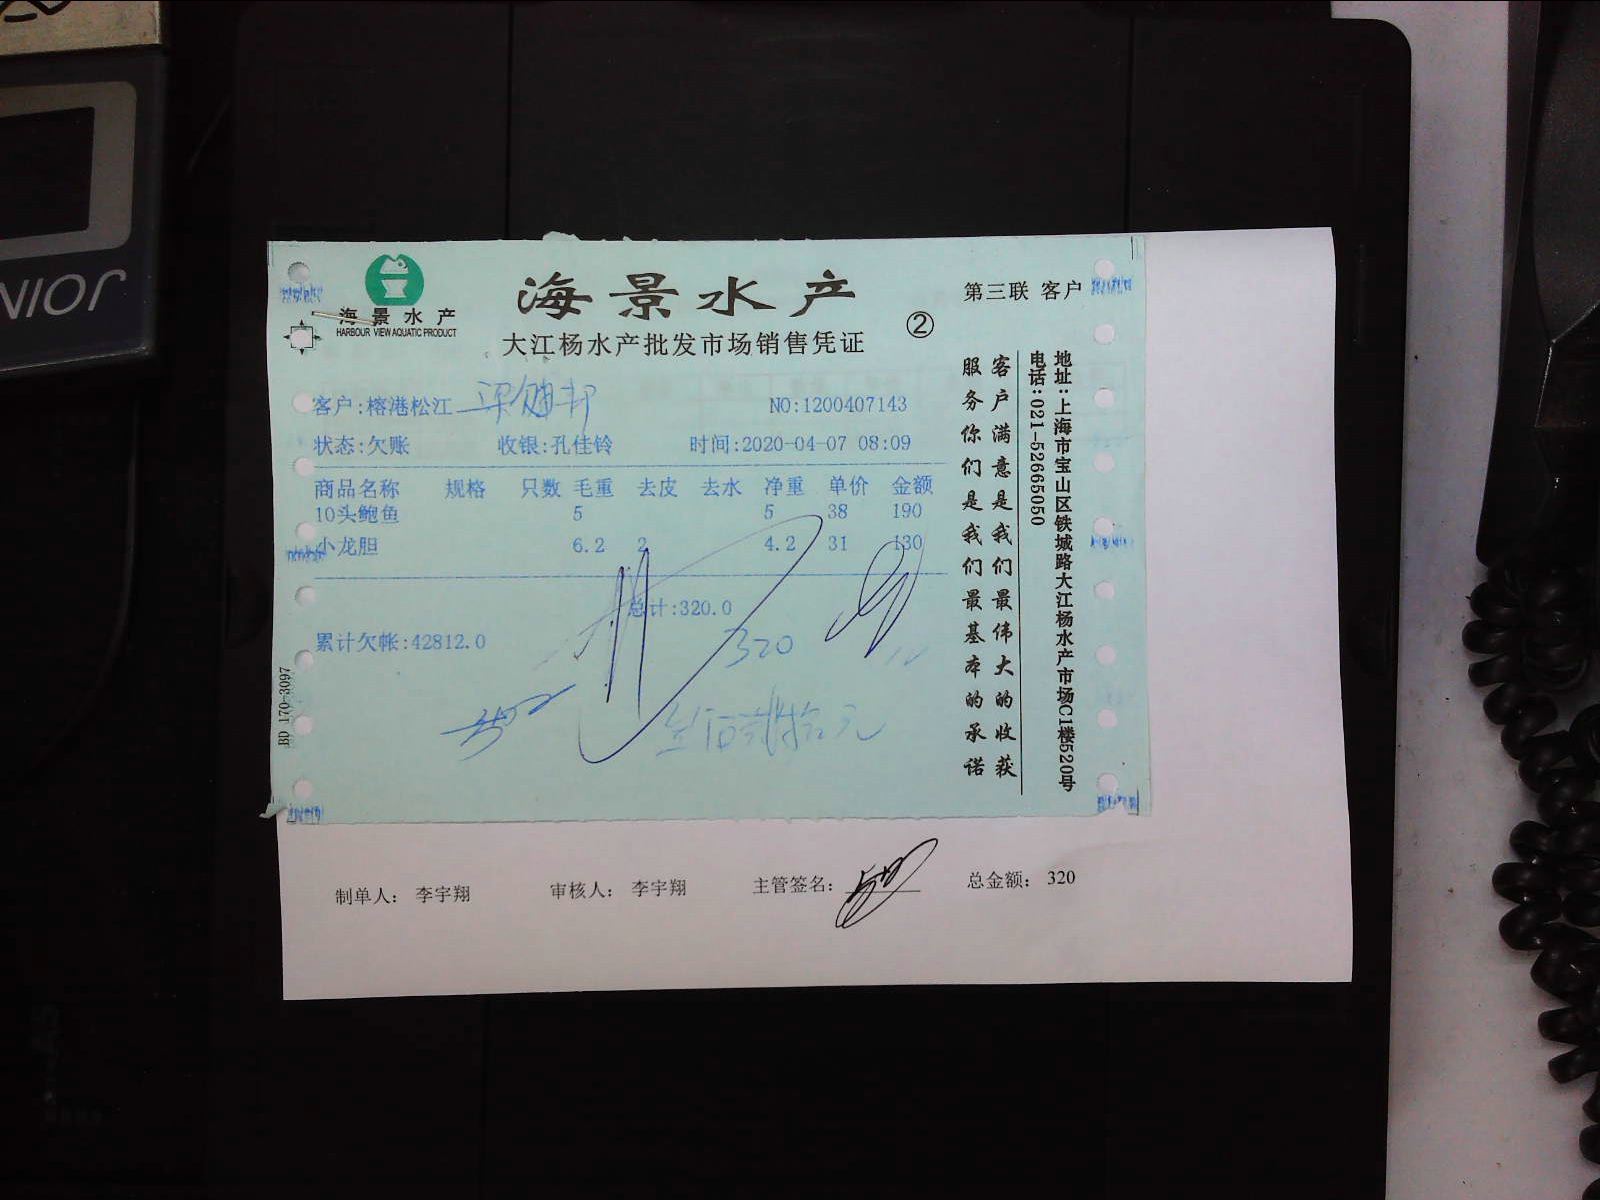 海景水产
HARBOUR VIEW AQUATIC PRODUCT
海景水产
大江杨水产批发市场销售凭证
②
第三联 客户
客户:榕港松江
NO:1200407143
状态:欠账 收银:孔佳铃 时间:2020-04-07 08:09
商品名称 规格 只数 毛重 去皮 去水 净重 单价 金额
10头鲍鱼 5 5 38 190
小龙胆 6.2 2 4.2 31 130
总计:320.0
累计欠帐:42812.0
320
叁佰贰拾元
地址:上海市宝山区铁城路大江杨水产市场C1楼520号
电话:021-52665050
客户满意是我们最伟大的收获
服务你们是我们最基本的承诺
BD 170-3097
制单人: 李宇翔 审核人: 李宇翔 主管签名: 总金额: 320
NIOR